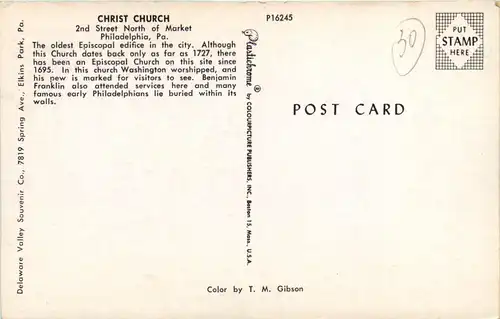 CHRIST CHURCH
2nd Street North of Market
Philadelphia, Pa.
The oldest Episcopal edifice in the city. Although
this Church dates back only as far as 1727, there
has been an Episcopal Church on this site since
1695. In this church Washington worshipped, and
his pew is marked for visitors to see. Benjamin
Franklin also attended services here and many
famous early Philadelphians lie buried within its
walls.
Delaware Valley Souvenir Co., 7819 Spring Ave., Elkins Park, Pa.
P16245
Plastichrome ® by COLOURPICTURE PUBLISHERS, INC., Boston 15, Mass., U.S.A.
30
PUT
STAMP
HERE
POST CARD
Color by T. M. Gibson